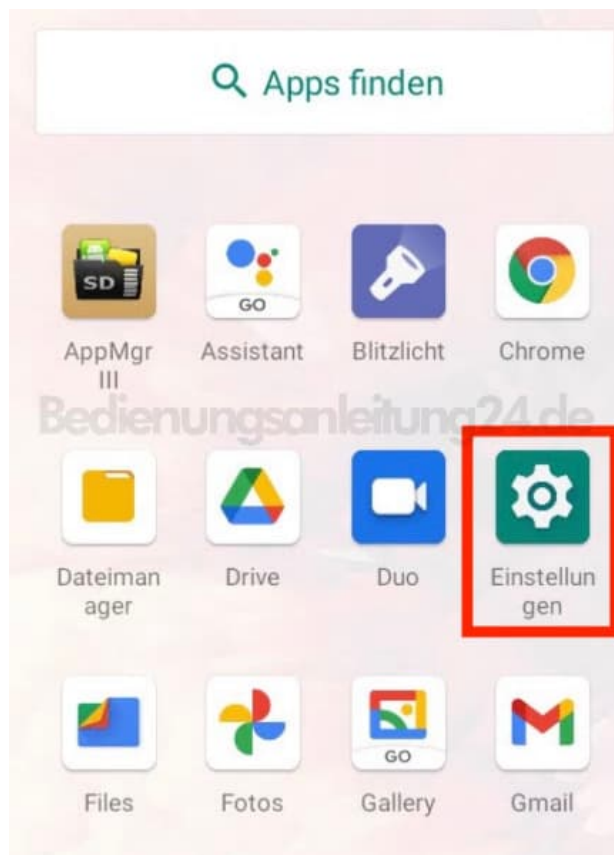 Apps finden
SD
GO
AppMgr
III
Assistant
Blitzlicht
Chrome
Bedienungsanleitung24.de
Dateiman
ager
Drive
Duo
Einstellun
gen
GO
Files
Fotos
Gallery
Gmail